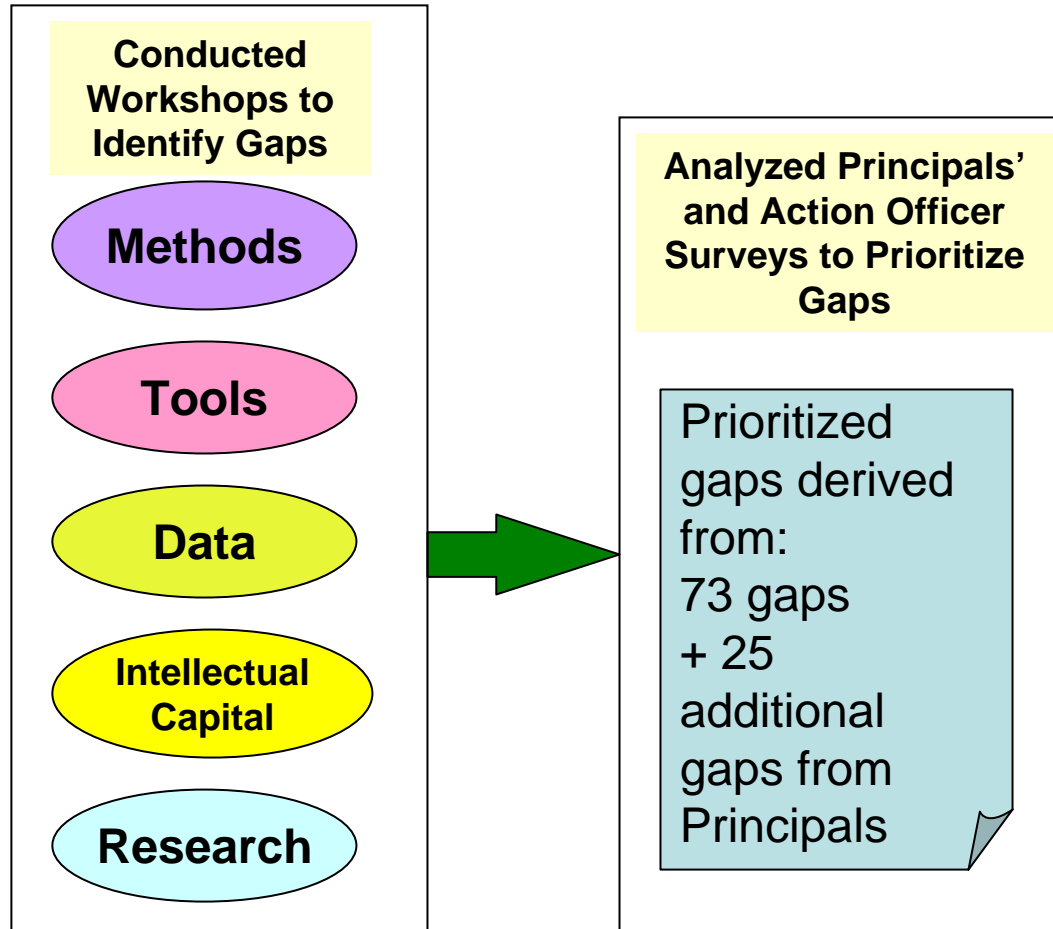 Conducted
Workshops to
Identify Gaps
Methods
Tools
Data
Intellectual
Capital
Research
Analyzed Principals’
and Action Officer
Surveys to Prioritize
Gaps
Prioritized
gaps derived
from:
73 gaps
+ 25
additional
gaps from
Principals